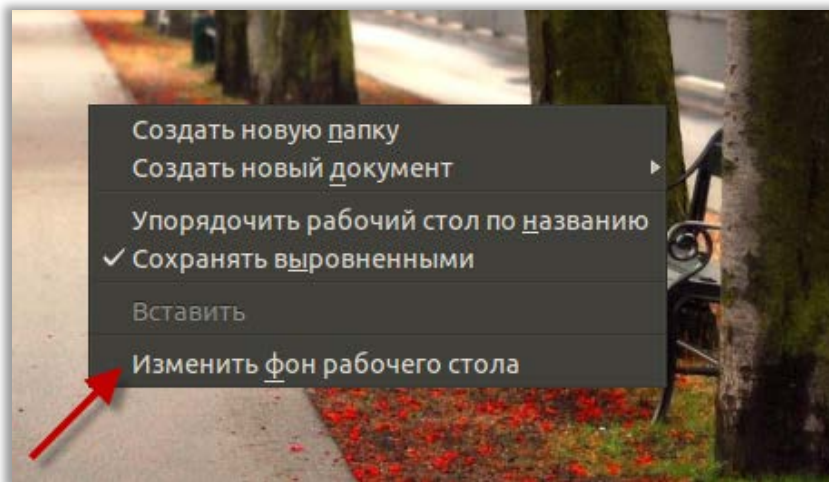 Создать новую папку
Создать новый документ
Упорядочить рабочий стол по названию
Сохранять выровненными
Вставить
Изменить фон рабочего стола